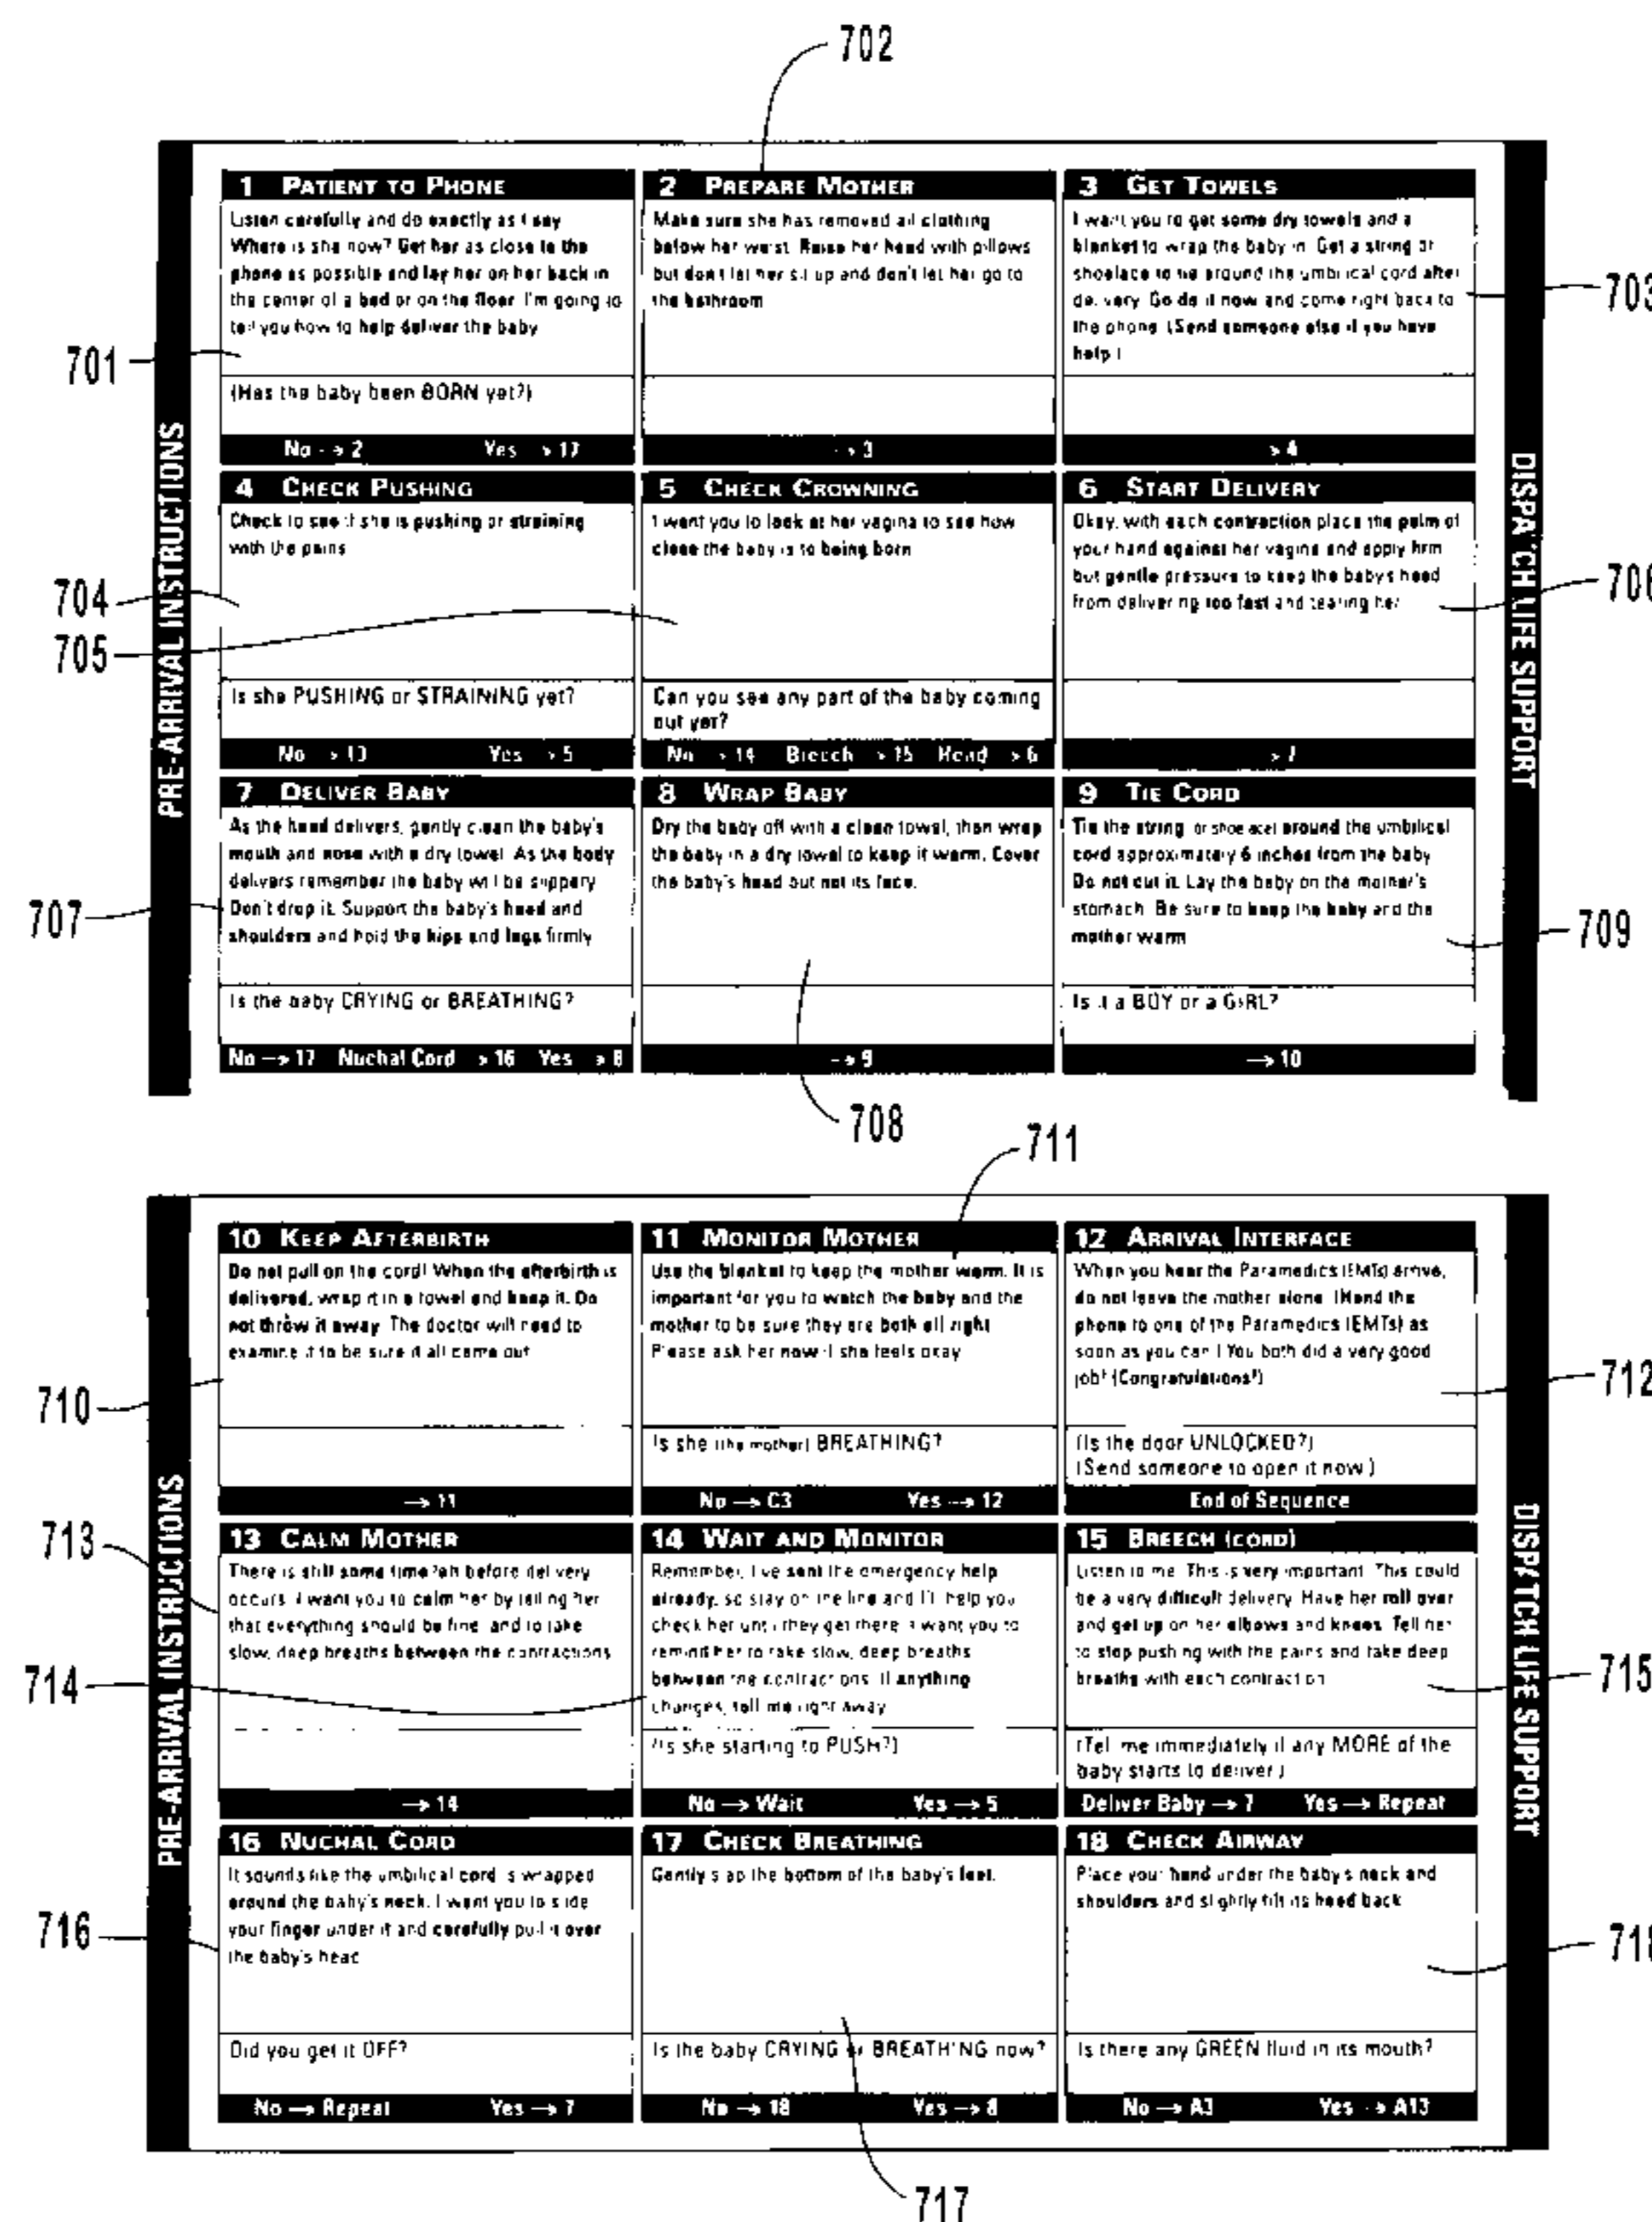 702
1 PATIENT TO PHONE
Listen carefully and do exactly as I say
Where is she now? Get her as close to the
phone as possible and lay her on her back in
the center of a bed or on the floor I'm going to
tell you how to help deliver the baby
(Has the baby been BORN yet?)
No → 2 Yes → 17
2 PREPARE MOTHER
Make sure she has removed all clothing
below her waist. Raise her head with pillows
but don't let her sit up and don't let her go to
the bathroom
→ 3
3 GET TOWELS
I want you to get some dry towels and a
blanket to wrap the baby in. Get a string or
shoelace to tie around the umbilical cord after
delivery. Go do it now and come right back to
the phone. (Send someone else if you have
help.)
→ 4
701
703
PRE-ARRIVAL INSTRUCTIONS
DISPATCH LIFE SUPPORT
4 CHECK PUSHING
Check to see if she is pushing or straining
with the pains
Is she PUSHING or STRAINING yet?
No → 13 Yes → 5
5 CHECK CROWNING
I want you to look at her vagina to see how
close the baby is to being born
Can you see any part of the baby coming
out yet?
No → 14 Breech → 15 Head → 6
6 START DELIVERY
Okay, with each contraction place the palm of
your hand against her vagina and apply firm
but gentle pressure to keep the baby's head
from delivering too fast and tearing her
→ 7
704
705
706
7 DELIVER BABY
As the head delivers, gently clean the baby's
mouth and nose with a dry towel. As the body
delivers remember the baby will be slippery
Don't drop it. Support the baby's head and
shoulders and hold the hips and legs firmly
Is the baby CRYING or BREATHING?
No → 17 Nuchal Cord → 16 Yes → 8
8 WRAP BABY
Dry the baby off with a clean towel, then wrap
the baby in a dry towel to keep it warm. Cover
the baby's head but not its face.
→ 9
9 TIE CORD
Tie the string (or shoelace) around the umbilical
cord approximately 6 inches from the baby
Do not cut it. Lay the baby on the mother's
stomach. Be sure to keep the baby and the
mother warm
Is it a BOY or a GIRL?
→ 10
707
709
708
711
10 KEEP AFTERBIRTH
Do not pull on the cord! When the afterbirth is
delivered, wrap it in a towel and keep it. Do
not throw it away. The doctor will need to
examine it to be sure it all came out
→ 11
11 MONITOR MOTHER
Use the blanket to keep the mother warm. It is
important for you to watch the baby and the
mother to be sure they are both all right
Please ask her now if she feels okay
Is she (the mother) BREATHING?
No → C3 Yes → 12
12 ARRIVAL INTERFACE
When you hear the Paramedics (EMTs) arrive,
do not leave the mother alone. (Hand the
phone to one of the Paramedics (EMTs) as
soon as you can.) You both did a very good
job! (Congratulations!)
(Is the door UNLOCKED?)
(Send someone to open it now.)
End of Sequence
710
712
PRE-ARRIVAL INSTRUCTIONS
DISPATCH LIFE SUPPORT
13 CALM MOTHER
There is still some time left before delivery
occurs. I want you to calm her by telling her
that everything should be fine and to take
slow, deep breaths between the contractions
→ 14
14 WAIT AND MONITOR
Remember, I've sent the emergency help
already, so stay on the line and I'll help you
check her until they get there. I want you to
remind her to take slow, deep breaths
between the contractions. If anything
changes, tell me right away
(Is she starting to PUSH?)
No → Wait Yes → 5
15 BREECH (CORD)
Listen to me. This is very important. This could
be a very difficult delivery. Have her roll over
and get up on her elbows and knees. Tell her
to stop pushing with the pains and take deep
breaths with each contraction
(Tell me immediately if any MORE of the
baby starts to deliver.)
Deliver Baby → 7 Yes → Repeat
713
714
715
16 NUCHAL CORD
It sounds like the umbilical cord is wrapped
around the baby's neck. I want you to slide
your finger under it and carefully pull it over
the baby's head
Did you get it OFF?
No → Repeat Yes → 7
17 CHECK BREATHING
Gently slap the bottom of the baby's feet.
Is the baby CRYING or BREATHING now?
No → 18 Yes → 8
18 CHECK AIRWAY
Place your hand under the baby's neck and
shoulders and slightly tilt its head back
Is there any GREEN fluid in its mouth?
No → A3 Yes → A13
716
717